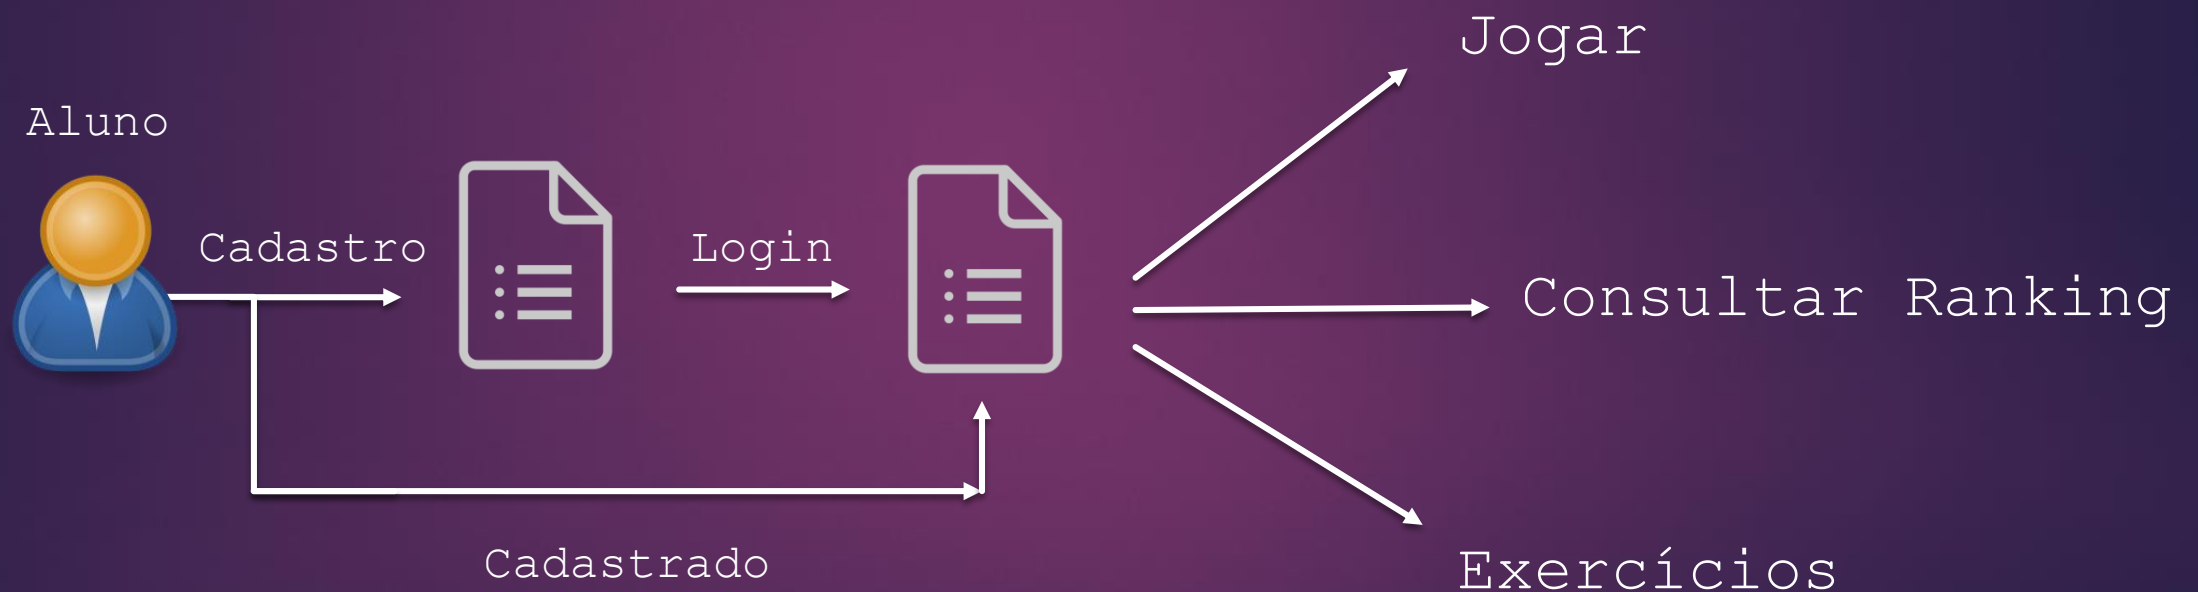 Jogar
Aluno
Cadastro
Login
Consultar Ranking
Cadastrado
Exercícios